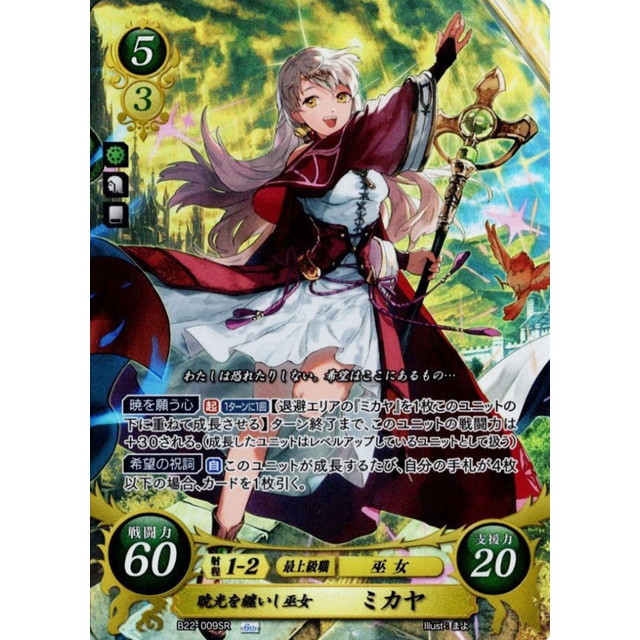 5
3
わたしは恐れたりしない。希望はここにあるもの…
暁を願う心 起 1ターンに1回 【退避エリアの『ミカヤ』を1枚このユニットの
下に重ねて成長させる】ターン終了まで、このユニットの戦闘力は
+30される。(成長したユニットはレベルアップしているユニットとして扱う)
希望の祝詞 自 このユニットが成長するたび、自分の手札が4枚
以下の場合、カードを1枚引く。
戦闘力 60 射程 1-2 最上級職 巫女 支援力 20
暁光を纏いし巫女 ミカヤ
B22-009SR Illust：まよ